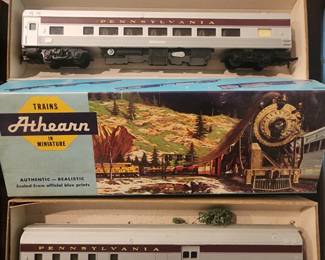 PENNSYLVANIA
TRAINS
Athearn
IN
MINIATURE
AUTHENTIC - REALISTIC
Scaled from official blue prints
PENNSYLVANIA